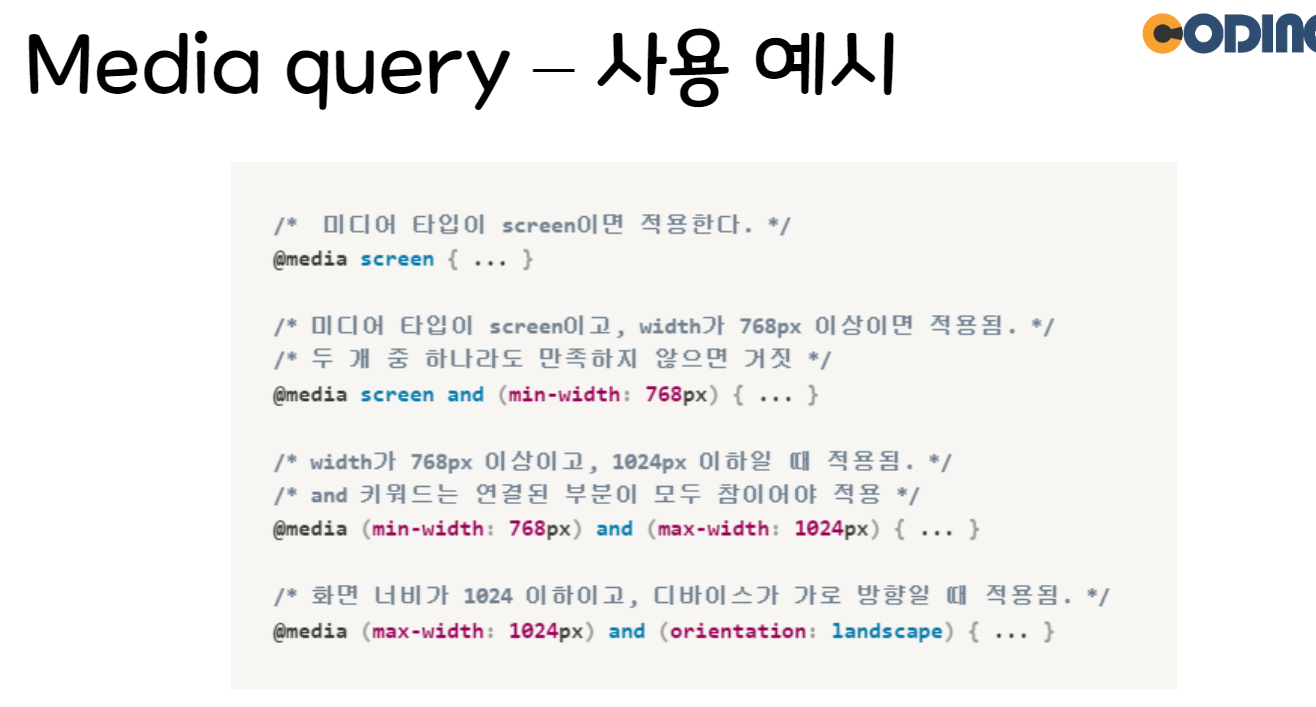 Media query – 사용 예시
CODING
/*  미디어 타입이 screen이면 적용한다. */
@media screen { ... }
/* 미디어 타입이 screen이고, width가 768px 이상이면 적용됨. */
/* 두 개 중 하나라도 만족하지 않으면 거짓 */
@media screen and (min-width: 768px) { ... }
/* width가 768px 이상이고, 1024px 이하일 때 적용됨. */
/* and 키워드는 연결된 부분이 모두 참이어야 적용 */
@media (min-width: 768px) and (max-width: 1024px) { ... }
/* 화면 너비가 1024 이하이고, 디바이스가 가로 방향일 때 적용됨. */
@media (max-width: 1024px) and (orientation: landscape) { ... }